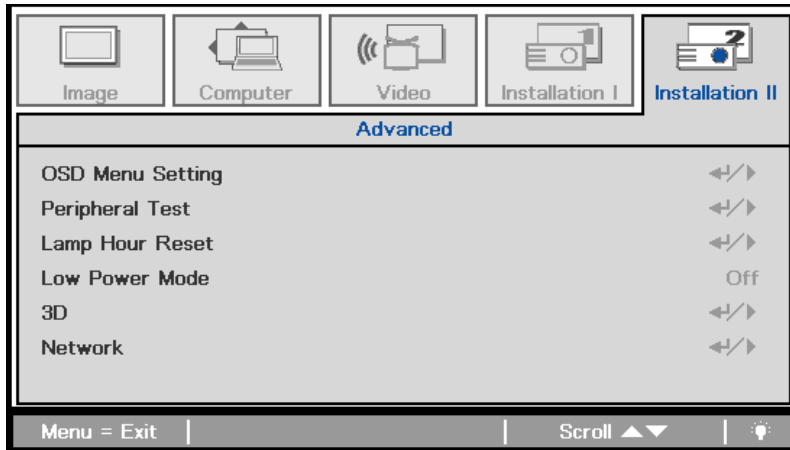 Image Computer Video Installation I Installation II
Advanced
OSD Menu Setting
Peripheral Test
Lamp Hour Reset
Low Power Mode Off
3D
Network
Menu = Exit Scroll